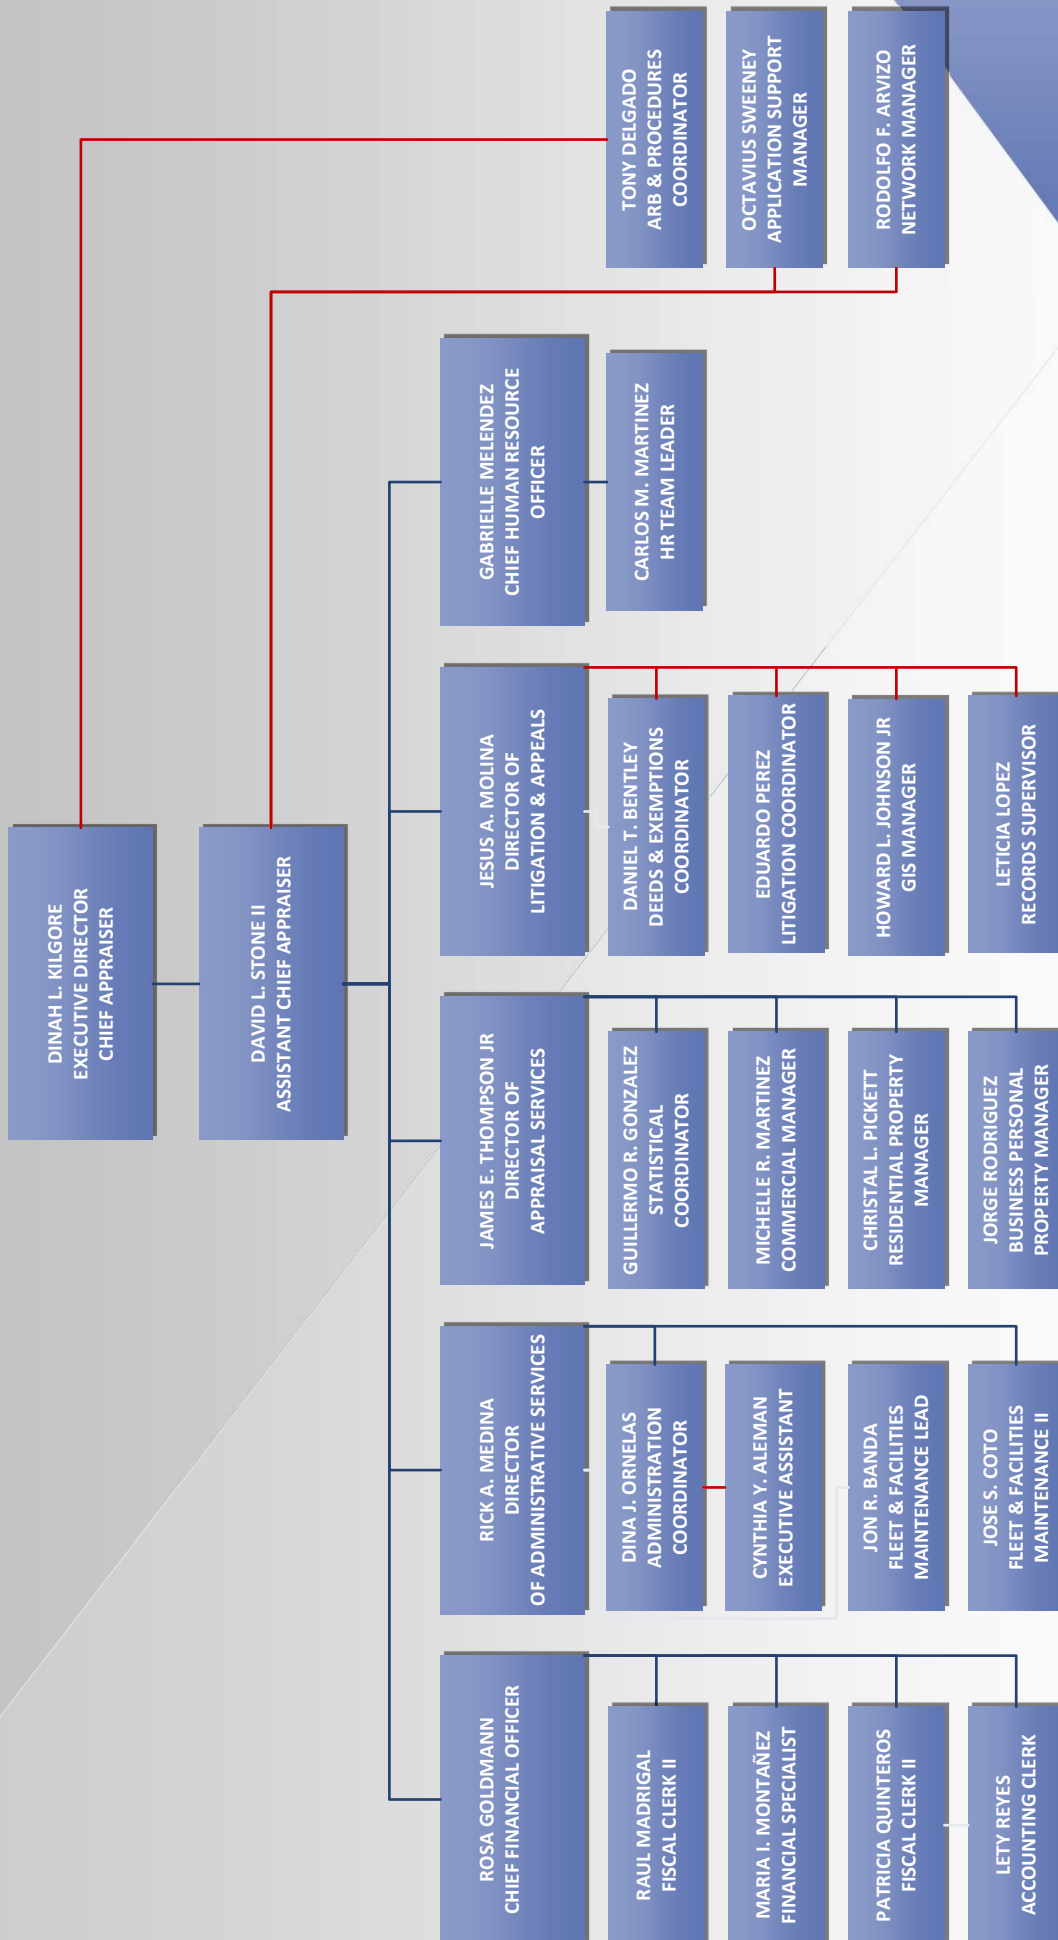 DINAH L. KILGORE
EXECUTIVE DIRECTOR
CHIEF APPRAISER
DAVID L. STONE II
ASSISTANT CHIEF APPRAISER
ROSA GOLDMANN
CHIEF FINANCIAL OFFICER
RAUL MADRIGAL
FISCAL CLERK II
MARIA I. MONTAÑEZ
FINANCIAL SPECIALIST
PATRICIA QUINTEROS
FISCAL CLERK II
LETY REYES
ACCOUNTING CLERK
RICK A. MEDINA
DIRECTOR
OF ADMINISTRATIVE SERVICES
DINA J. ORNELAS
ADMINISTRATION
COORDINATOR
CYNTHIA Y. ALEMAN
EXECUTIVE ASSISTANT
JON R. BANDA
FLEET & FACILITIES
MAINTENANCE LEAD
JOSE S. COTO
FLEET & FACILITIES
MAINTENANCE II
JAMES E. THOMPSON JR
DIRECTOR OF
APPRAISAL SERVICES
GUILLERMO R. GONZALEZ
STATISTICAL
COORDINATOR
MICHELLE R. MARTINEZ
COMMERCIAL MANAGER
CHRISTAL L. PICKETT
RESIDENTIAL PROPERTY
MANAGER
JORGE RODRIGUEZ
BUSINESS PERSONAL
PROPERTY MANAGER
JESUS A. MOLINA
DIRECTOR OF
LITIGATION & APPEALS
DANIEL T. BENTLEY
DEEDS & EXEMPTIONS
COORDINATOR
EDUARDO PEREZ
LITIGATION COORDINATOR
HOWARD L. JOHNSON JR
GIS MANAGER
LETICIA LOPEZ
RECORDS SUPERVISOR
GABRIELLE MELENDEZ
CHIEF HUMAN RESOURCE
OFFICER
CARLOS M. MARTINEZ
HR TEAM LEADER
TONY DELGADO
ARB & PROCEDURES
COORDINATOR
OCTAVIUS SWEENEY
APPLICATION SUPPORT
MANAGER
RODOLFO F. ARVIZO
NETWORK MANAGER